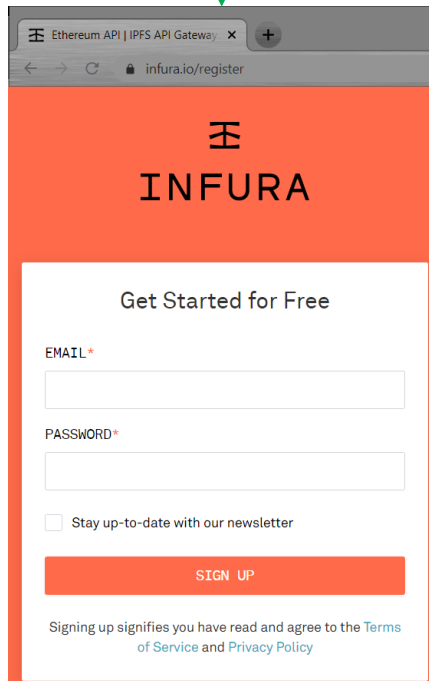 Ethereum API | IPFS API Gateway
infura.io/register
INFURA
Get Started for Free
EMAIL*
PASSWORD*
Stay up-to-date with our newsletter
SIGN UP
Signing up signifies you have read and agree to the Terms
of Service and Privacy Policy